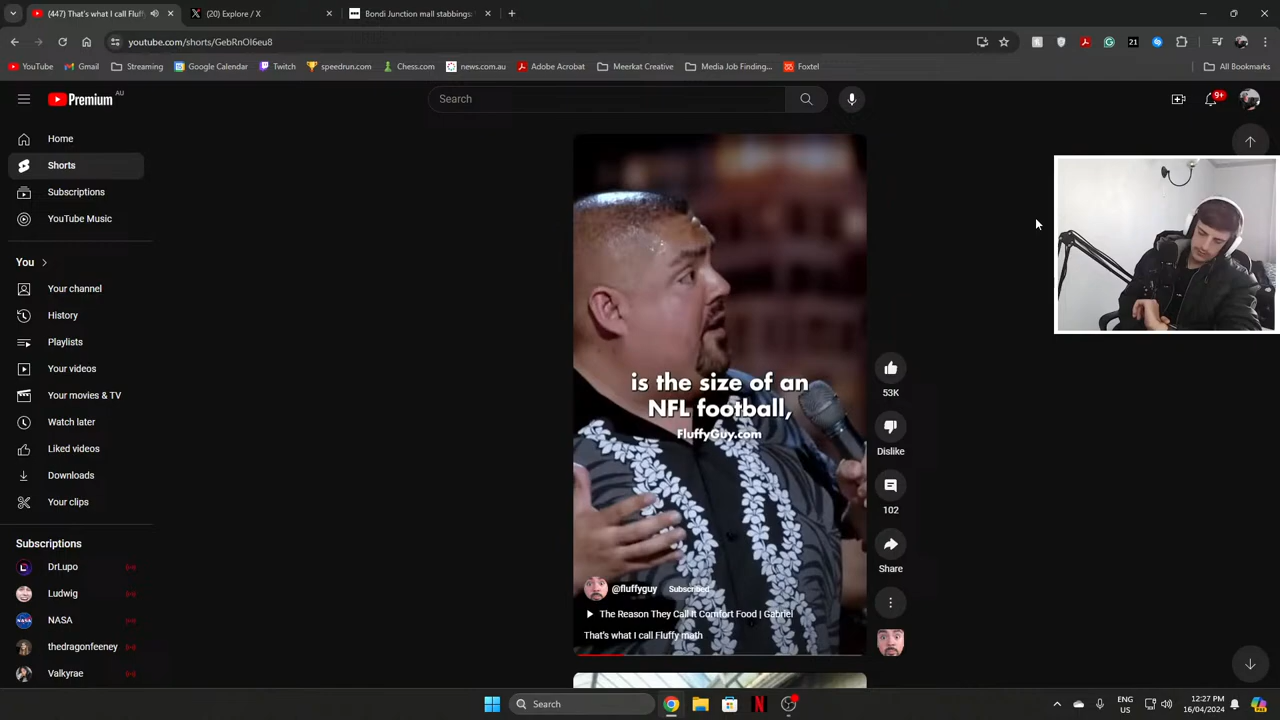 (447) That's what I call Fluffy
(20) Explore / X
Bondi Junction mall stabbings:
youtube.com/shorts/GebRnOI6eu8
21
YouTube
Gmail
Streaming
Google Calendar
Twitch
speedrun.com
Chess.com
news.com.au
Adobe Acrobat
Meerkat Creative
Media Job Finding...
Foxtel
All Bookmarks
Premium AU
Search
9+
Home
Shorts
Subscriptions
YouTube Music
You
Your channel
History
Playlists
Your videos
Your movies & TV
Watch later
Liked videos
Downloads
Your clips
Subscriptions
DrLupo
Ludwig
NASA
thedragonfeeney
Valkyrae
is the size of an
NFL football,
FluffyGuy.com
@fluffyguy Subscribed
The Reason They Call It Comfort Food | Gabriel
That's what I call Fluffy math
53K
Dislike
102
Share
Search
ENG
US
12:27 PM
16/04/2024